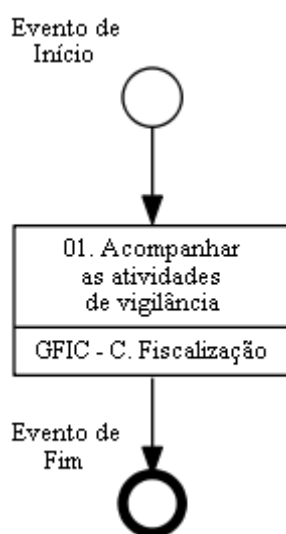 Evento de
Início
01. Acompanhar
as atividades
de vigilância
GFIC - C. Fiscalização
Evento de
Fim